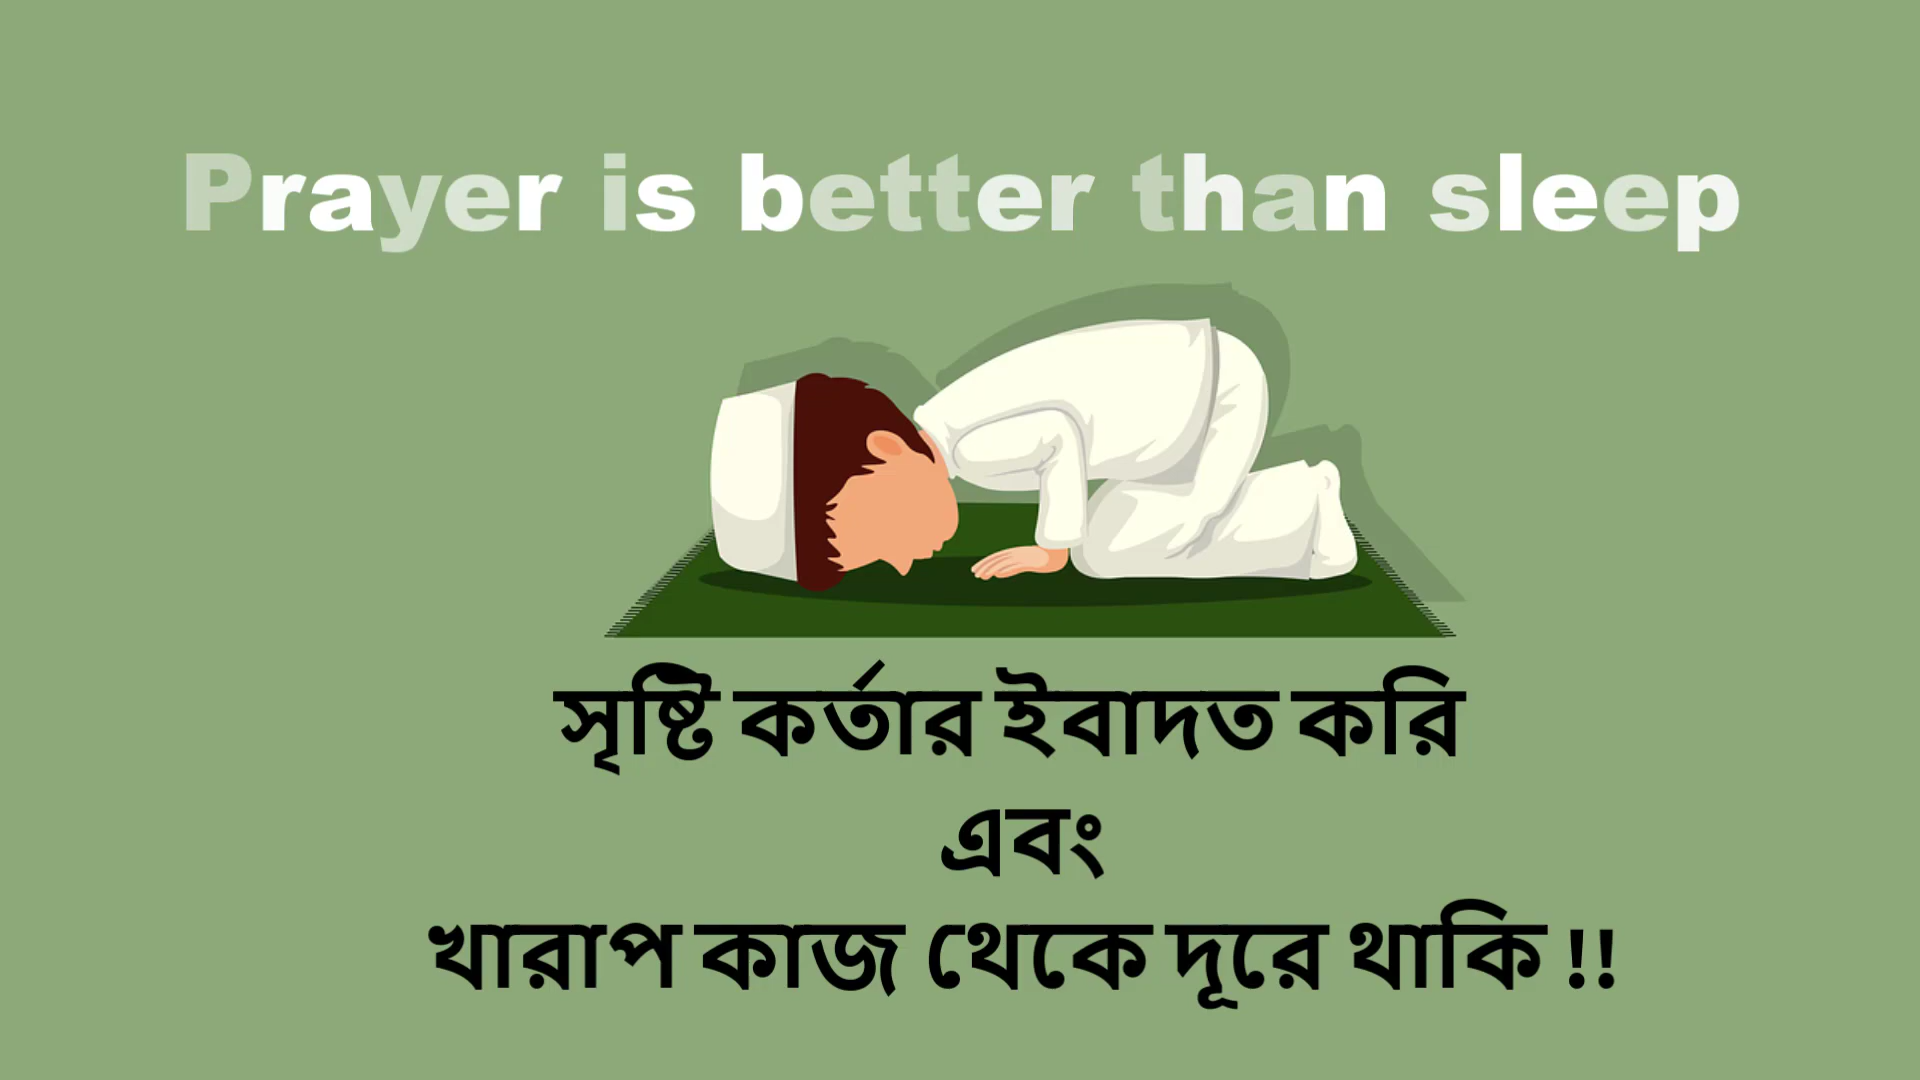 Prayer is better than sleep
সৃষ্টি কর্তার ইবাদত করি
এবং
খারাপ কাজ থেকে দূরে থাকি !!